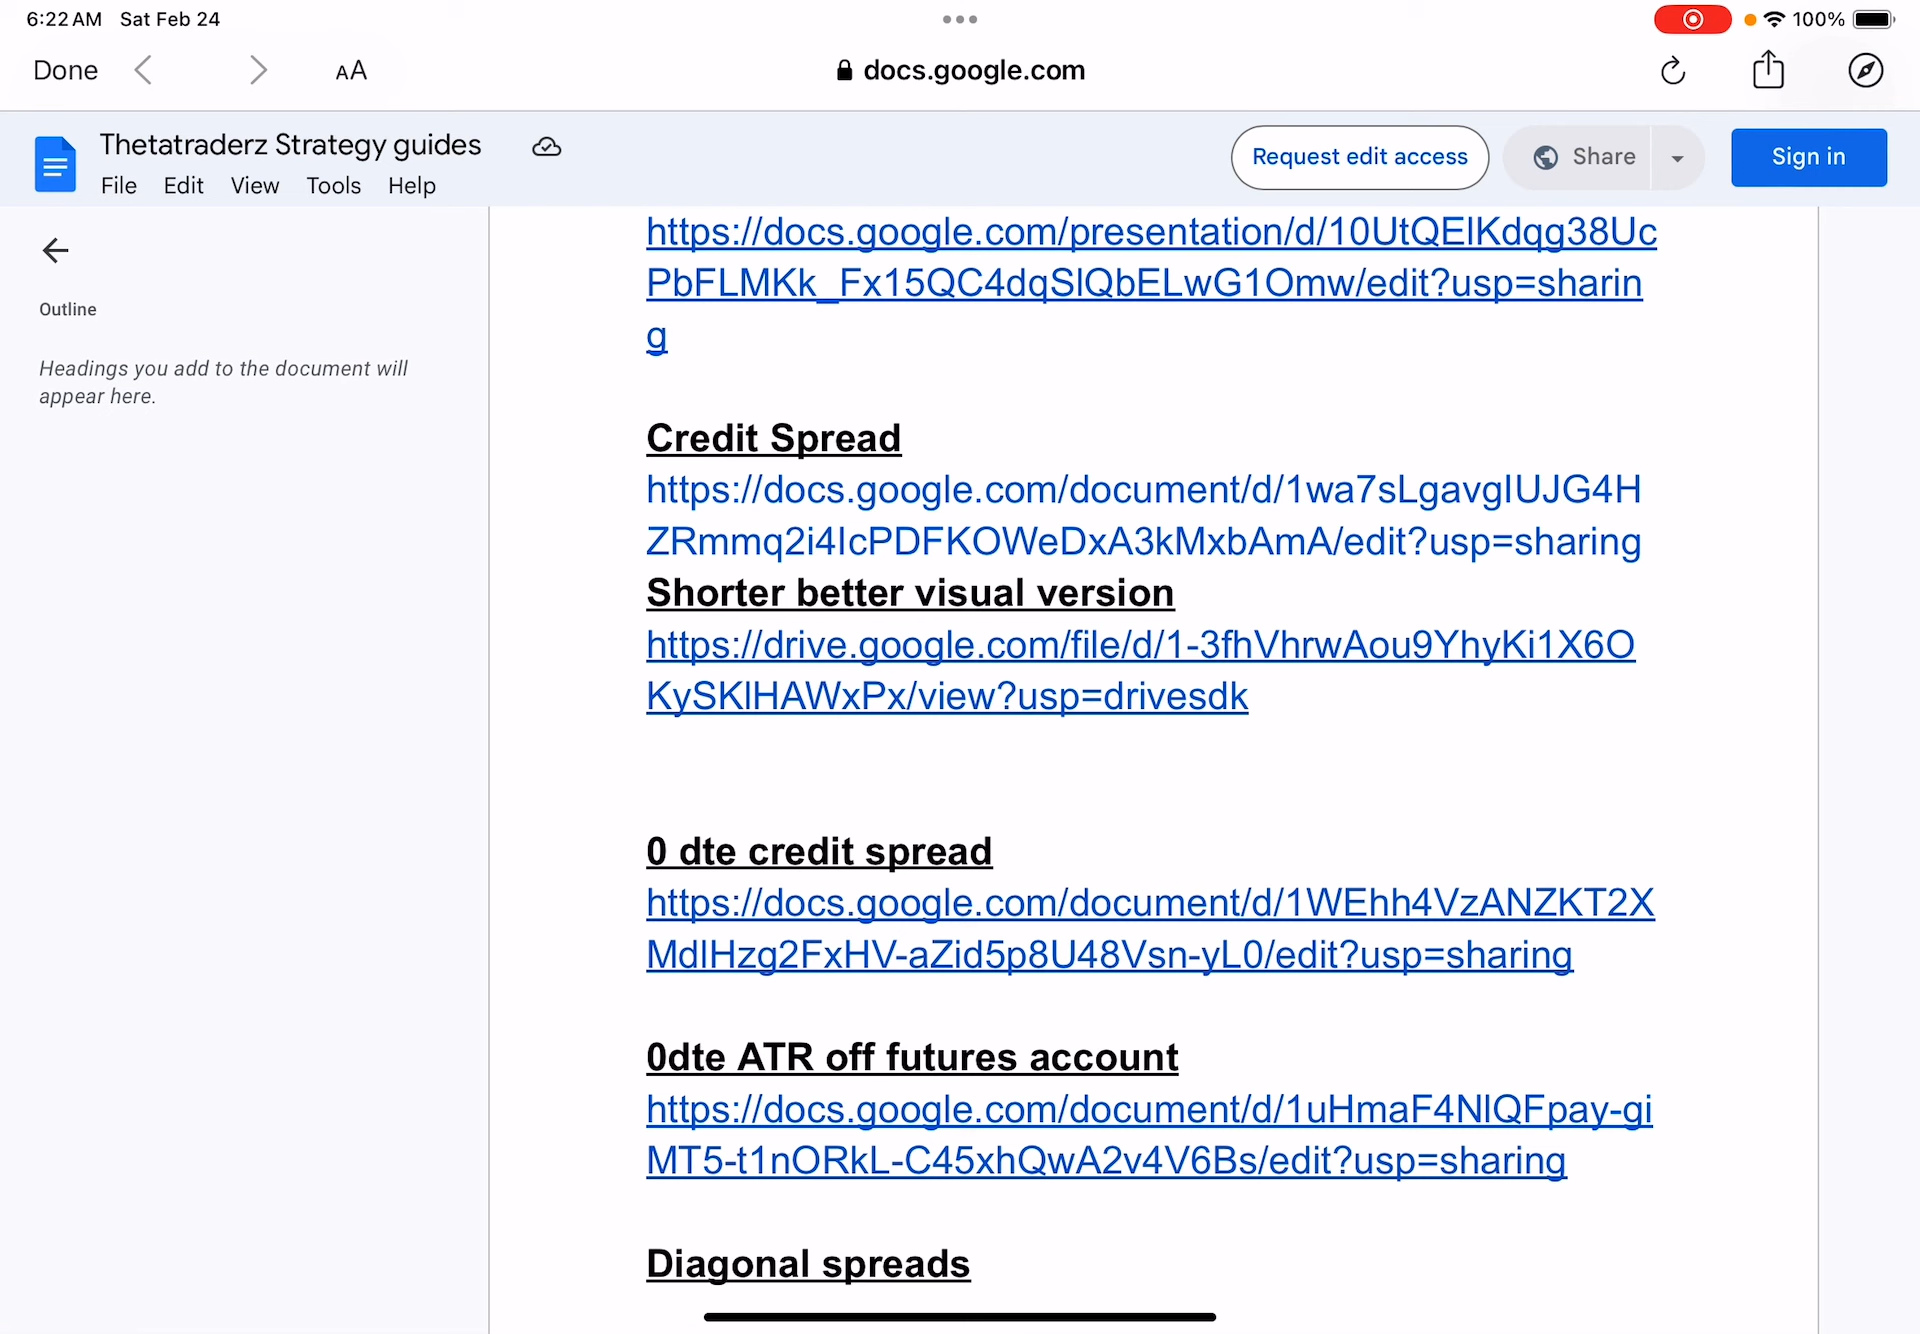 6:22 AM Sat Feb 24
100%
Done
AA
docs.google.com
Thetatraderz Strategy guides
Request edit access
Share
Sign in
File Edit View Tools Help
Outline
Headings you add to the document will
appear here.
https://docs.google.com/presentation/d/10UtQElKdqg38Uc
PbFLMKk_Fx15QC4dqSlQbELwG1Omw/edit?usp=sharin
g
Credit Spread
https://docs.google.com/document/d/1wa7sLgavglUJG4H
ZRmmq2i4IcPDFKOWeDxA3kMxbAmA/edit?usp=sharing
Shorter better visual version
https://drive.google.com/file/d/1-3fhVhrwAou9YhyKi1X6O
KySKlHAWxPx/view?usp=drivesdk
0 dte credit spread
https://docs.google.com/document/d/1WEhh4VzANZKT2X
MdlHzg2FxHV-aZid5p8U48Vsn-yL0/edit?usp=sharing
0dte ATR off futures account
https://docs.google.com/document/d/1uHmaF4NlQFpay-gi
MT5-t1nORkL-C45xhQwA2v4V6Bs/edit?usp=sharing
Diagonal spreads